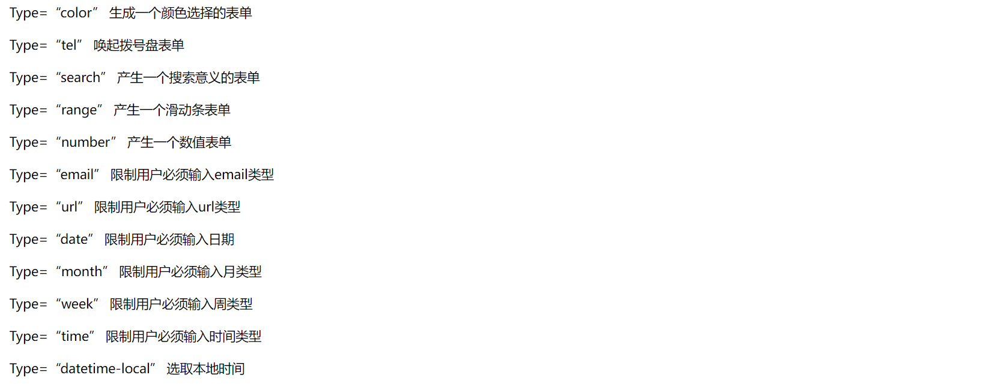 Type=“color” 生成一个颜色选择的表单
Type=“tel” 唤起拨号盘表单
Type=“search” 产生一个搜索意义的表单
Type=“range” 产生一个滑动条表单
Type=“number” 产生一个数值表单
Type=“email” 限制用户必须输入email类型
Type=“url” 限制用户必须输入url类型
Type=“date” 限制用户必须输入日期
Type=“month” 限制用户必须输入月类型
Type=“week” 限制用户必须输入周类型
Type=“time” 限制用户必须输入时间类型
Type=“datetime-local” 选取本地时间